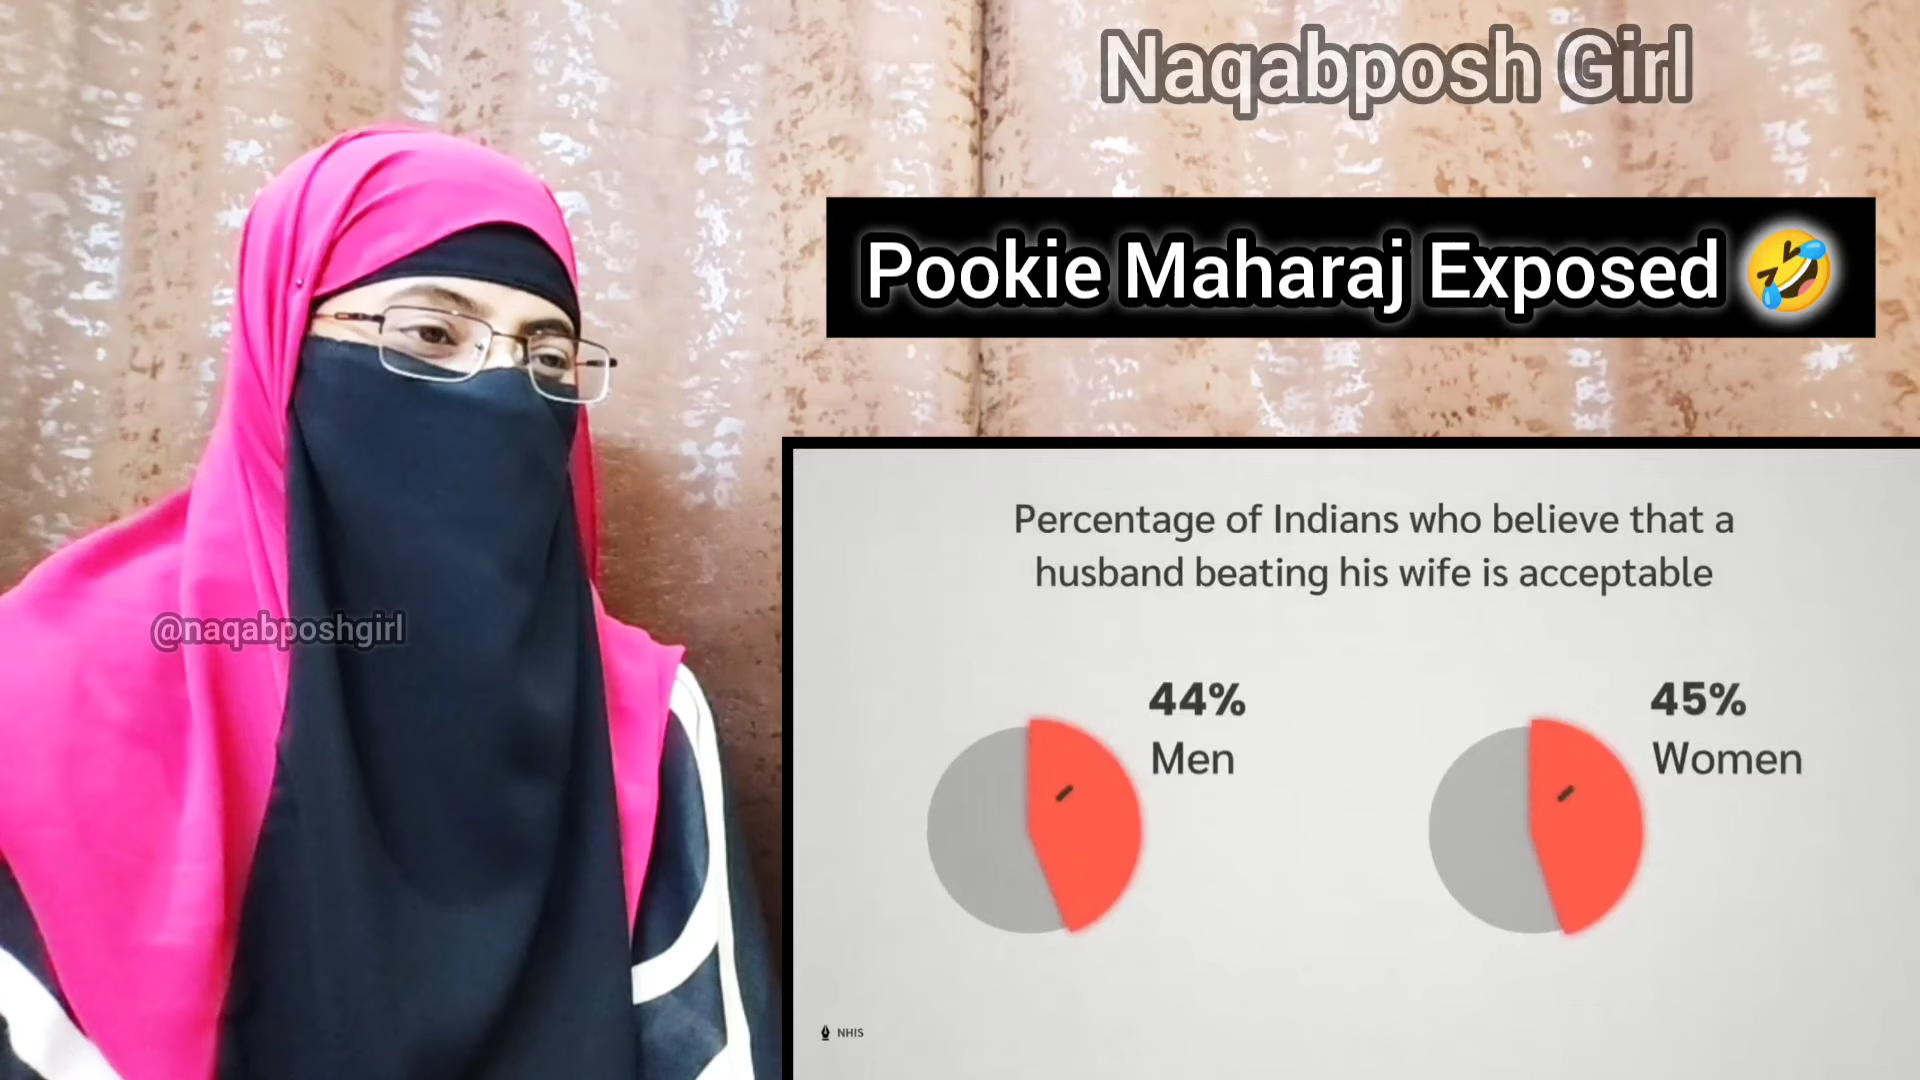 Naqabposh Girl
Pookie Maharaj Exposed 🤣
@naqabposhgirl
Percentage of Indians who believe that a
husband beating his wife is acceptable
44%
Men
45%
Women
NHIS